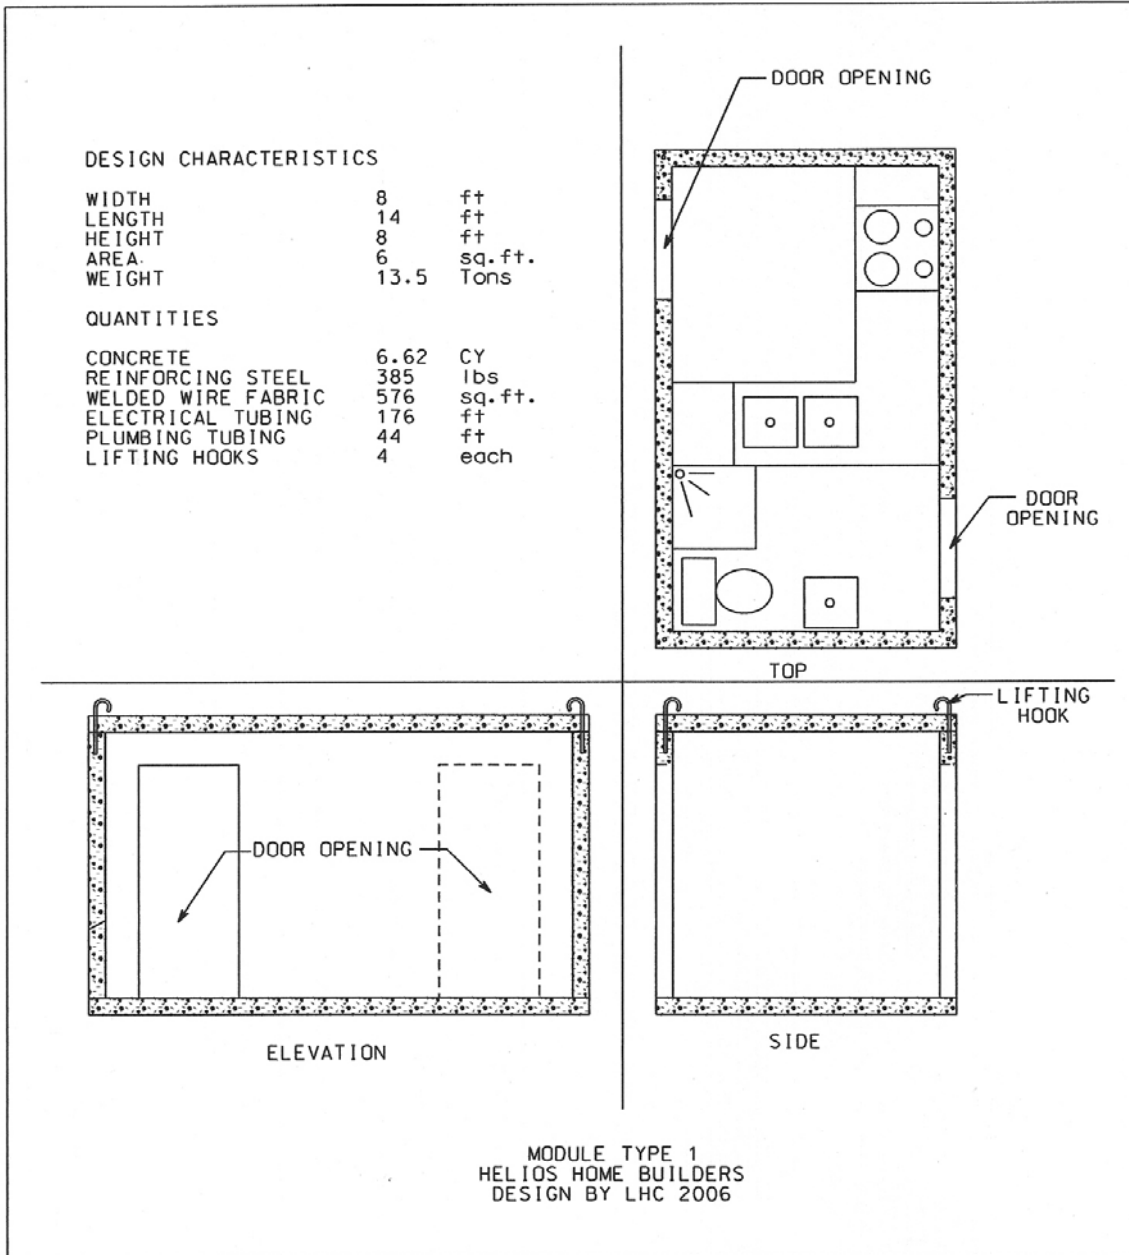 DESIGN CHARACTERISTICS
WIDTH 8 ft
LENGTH 14 ft
HEIGHT 8 ft
AREA 6 sq.ft.
WEIGHT 13.5 Tons
QUANTITIES
CONCRETE 6.62 CY
REINFORCING STEEL 385 lbs
WELDED WIRE FABRIC 576 sq.ft.
ELECTRICAL TUBING 176 ft
PLUMBING TUBING 44 ft
LIFTING HOOKS 4 each
DOOR OPENING
DOOR
OPENING
TOP
LIFTING
HOOK
DOOR OPENING
ELEVATION
SIDE
MODULE TYPE 1
HELIOS HOME BUILDERS
DESIGN BY LHC 2006